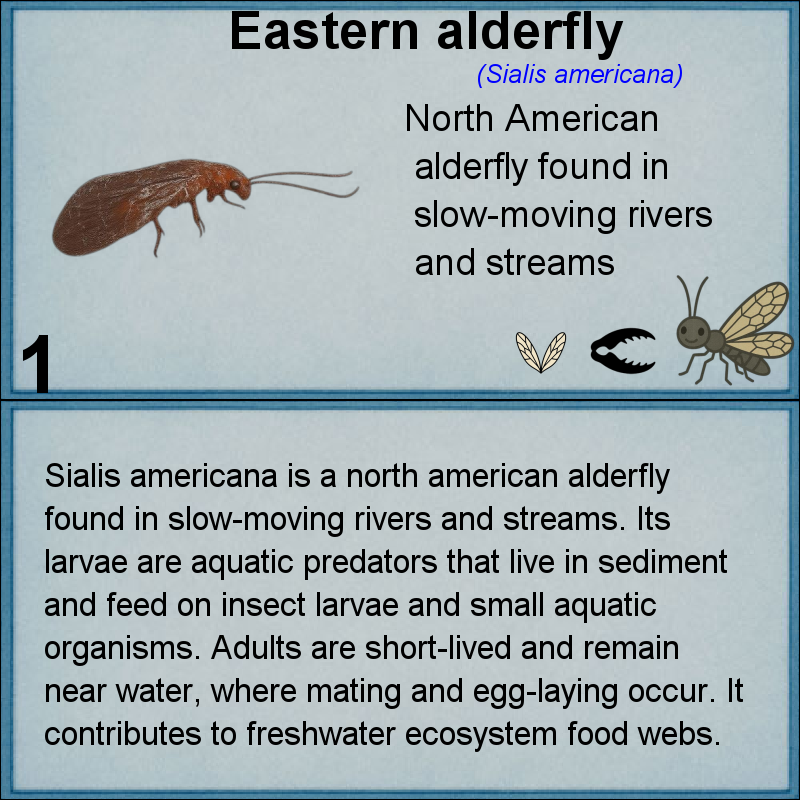 Eastern alderfly
(Sialis americana)
North American
alderfly found in
slow-moving rivers
and streams
1
Sialis americana is a north american alderfly
found in slow-moving rivers and streams. Its
larvae are aquatic predators that live in sediment
and feed on insect larvae and small aquatic
organisms. Adults are short-lived and remain
near water, where mating and egg-laying occur. It
contributes to freshwater ecosystem food webs.